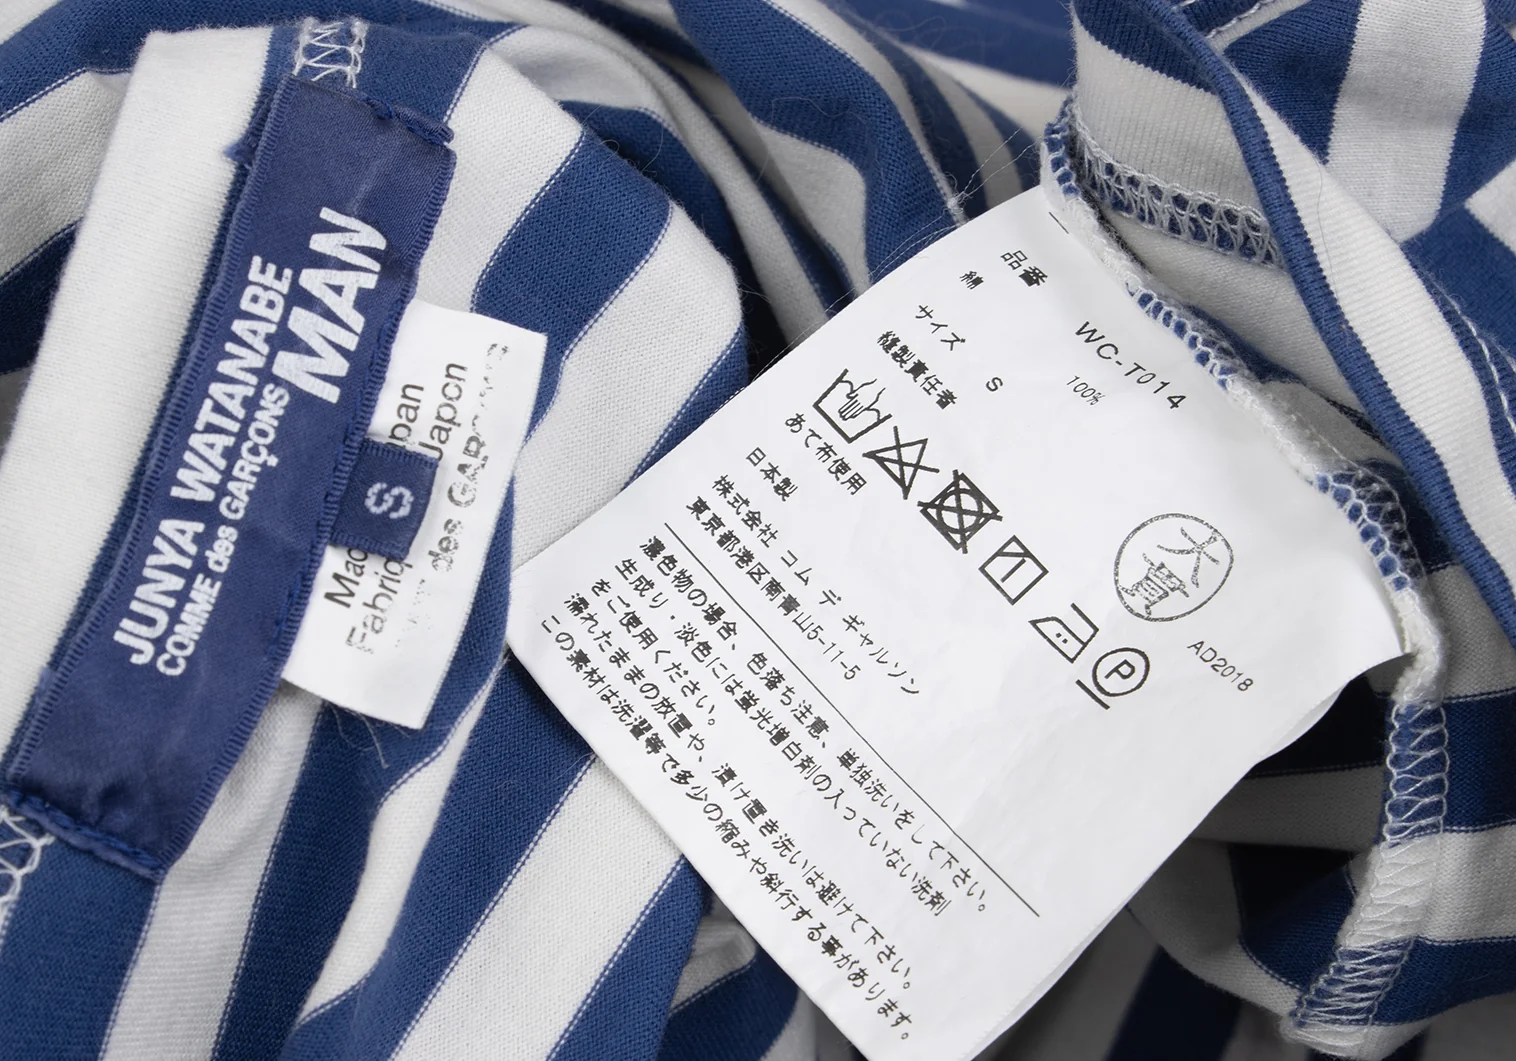 JUNYA WATANABE
COMME des GARÇONS
MAN
S
Japan
des GAR
品番 WC-T014
綿 100%
サイズ S
縫製責任者
あて布使用
日本製
株式会社 コム デ ギャルソン
東京都港区南青山5-11-5
大貫
AD2018
濃色物の場合、色落ち注意、単独洗いをして下さい。
生成り・淡色には蛍光増白剤の入っていない洗剤
をご使用ください。
濡れたままの放置や、漬け置き洗いは避けて下さい。
この素材は洗濯等で多少の縮みや斜行する事があります。